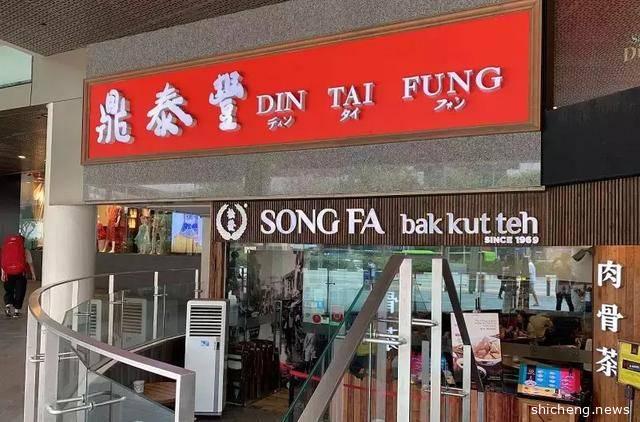 鼎泰豐 DIN TAI FUNG
ディン タイ ファン
SONG FA bak kut teh
SINCE 1969
肉骨茶
shicheng.news